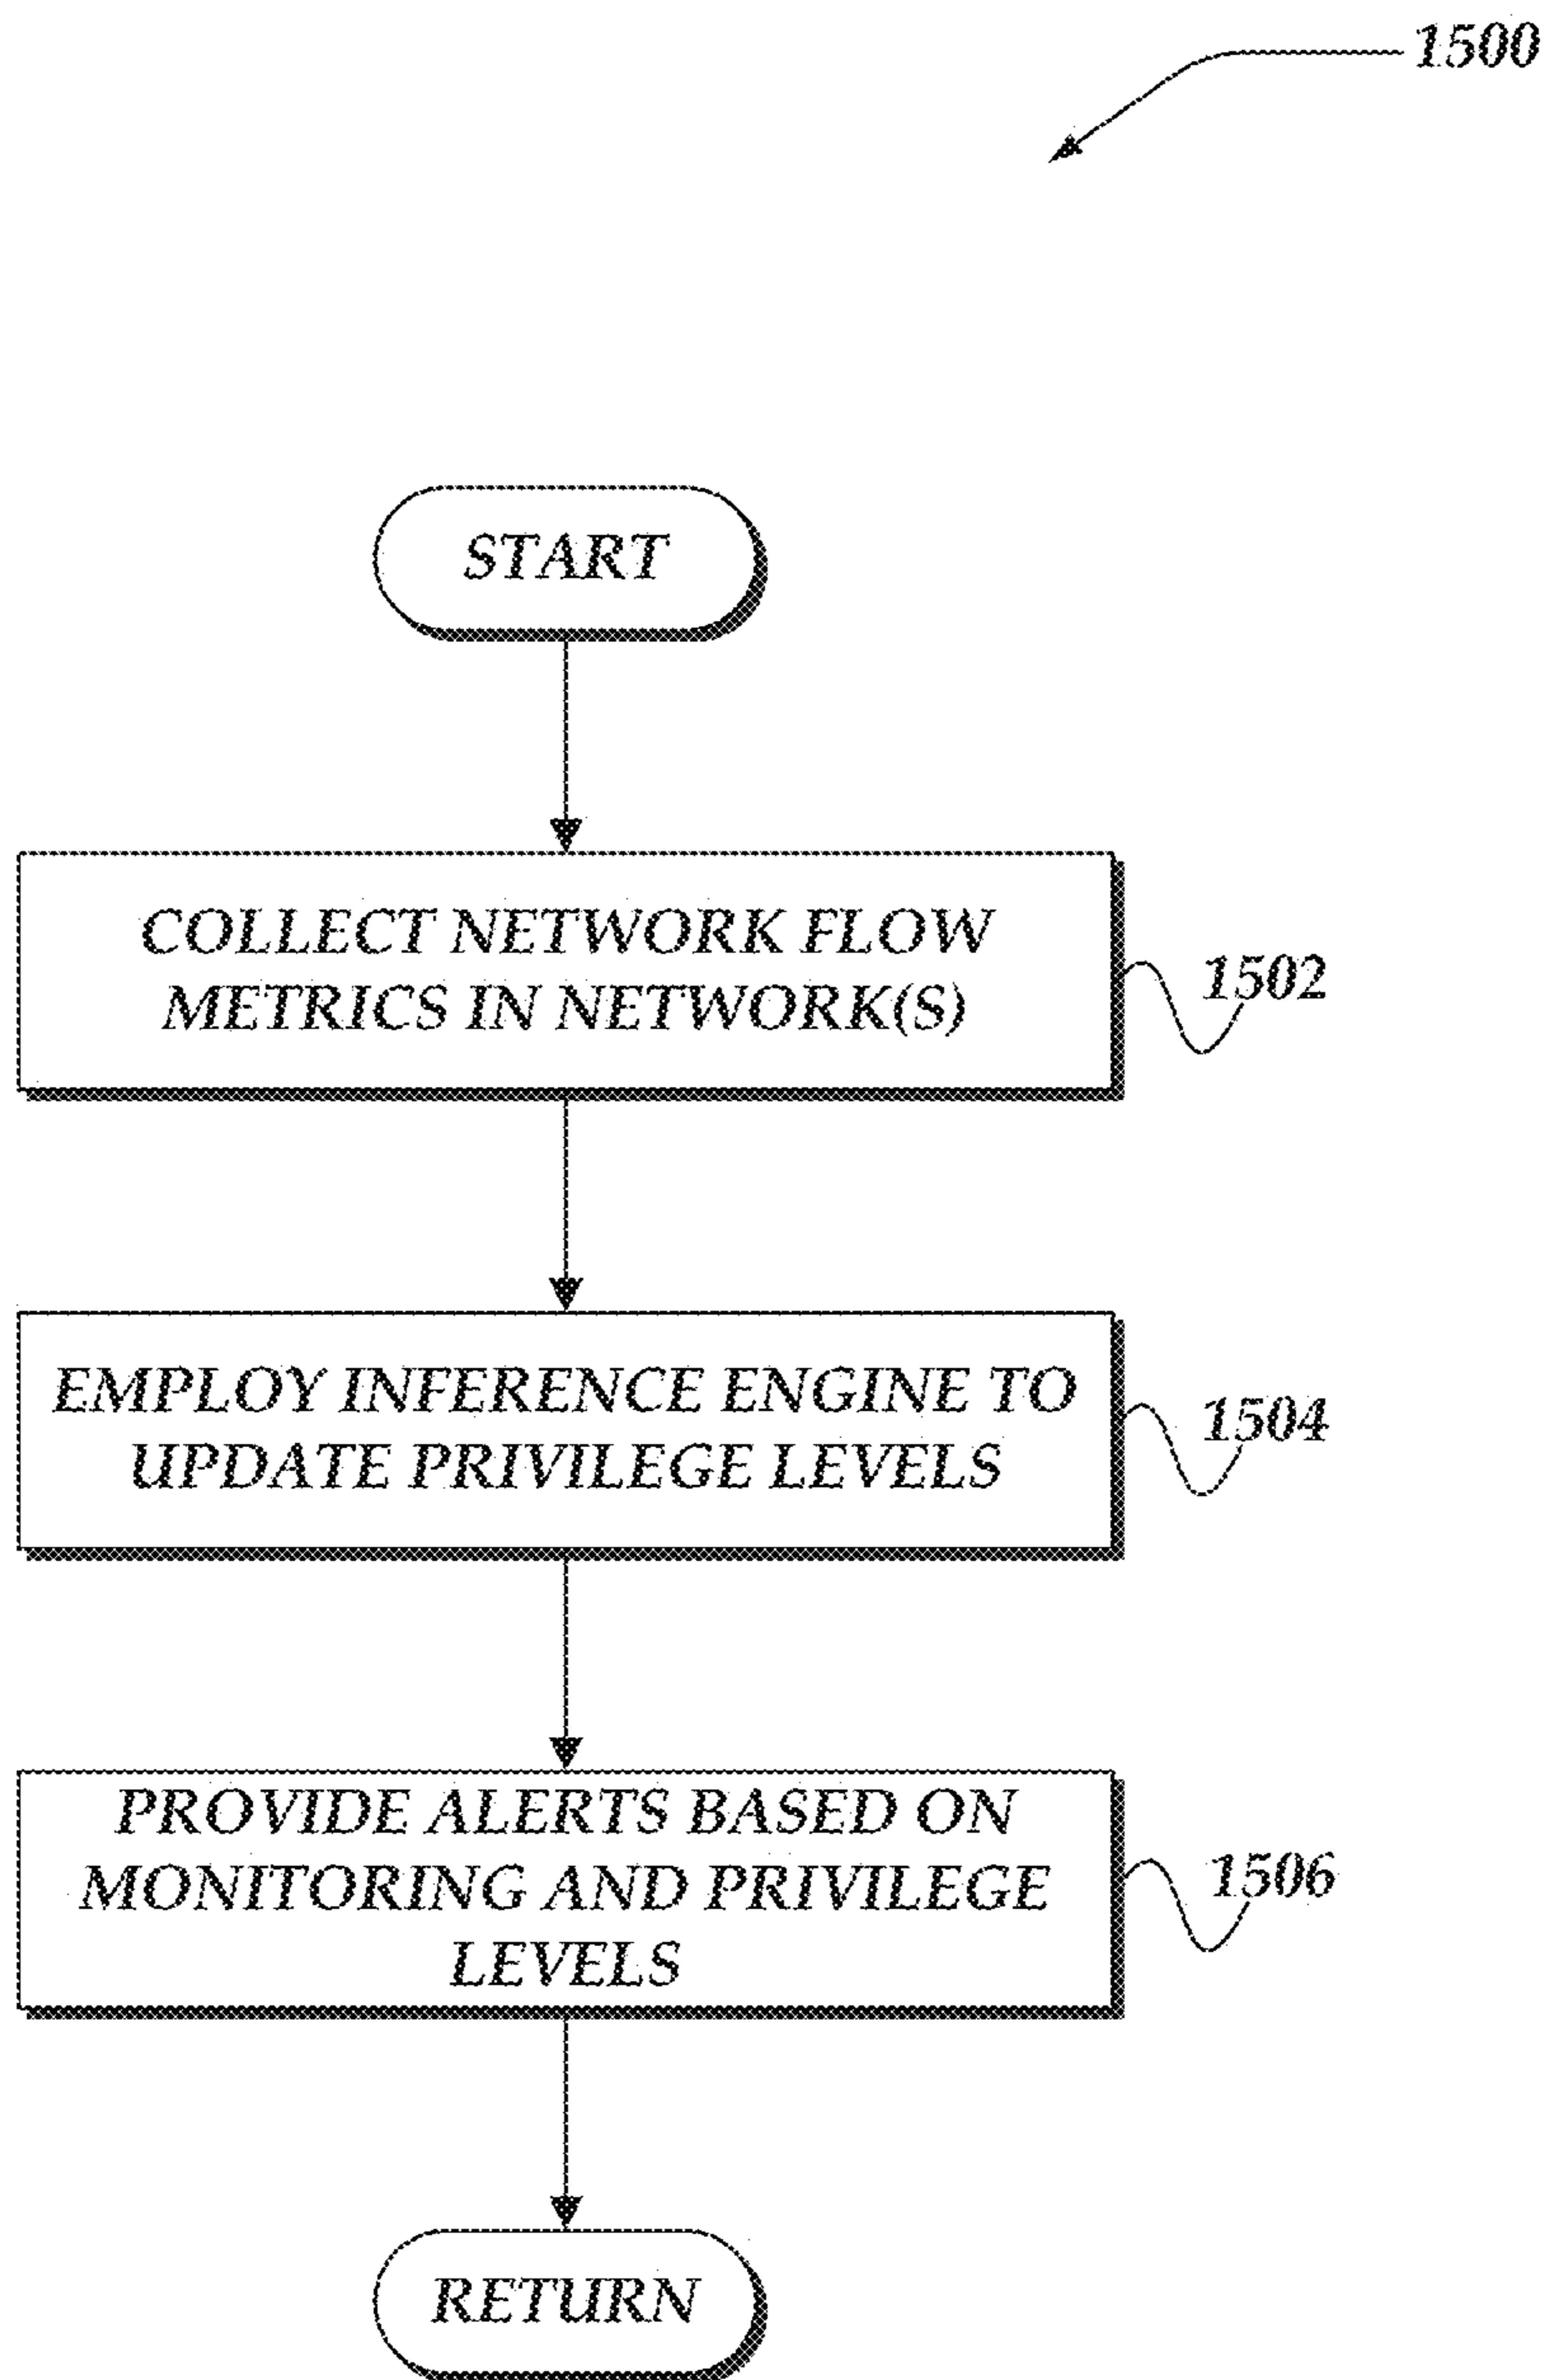 1500
START
COLLECT NETWORK FLOW
METRICS IN NETWORK(S)
1502
EMPLOY INFERENCE ENGINE TO
UPDATE PRIVILEGE LEVELS
1504
PROVIDE ALERTS BASED ON
MONITORING AND PRIVILEGE
LEVELS
1506
RETURN